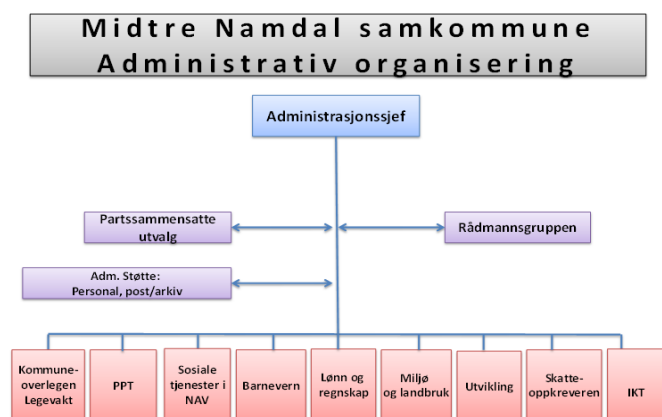 Midtre Namdal samkommune
Administrativ organisering
Administrasjonssjef
Partssammensatte
utvalg
Rådmannsgruppen
Adm. Støtte:
Personal, post/arkiv
Kommune-
overlegen
Legevakt
PPT
Sosiale
tjenester i
NAV
Barnevern
Lønn og
regnskap
Miljø
og landbruk
Utvikling
Skatte-
oppkreveren
IKT